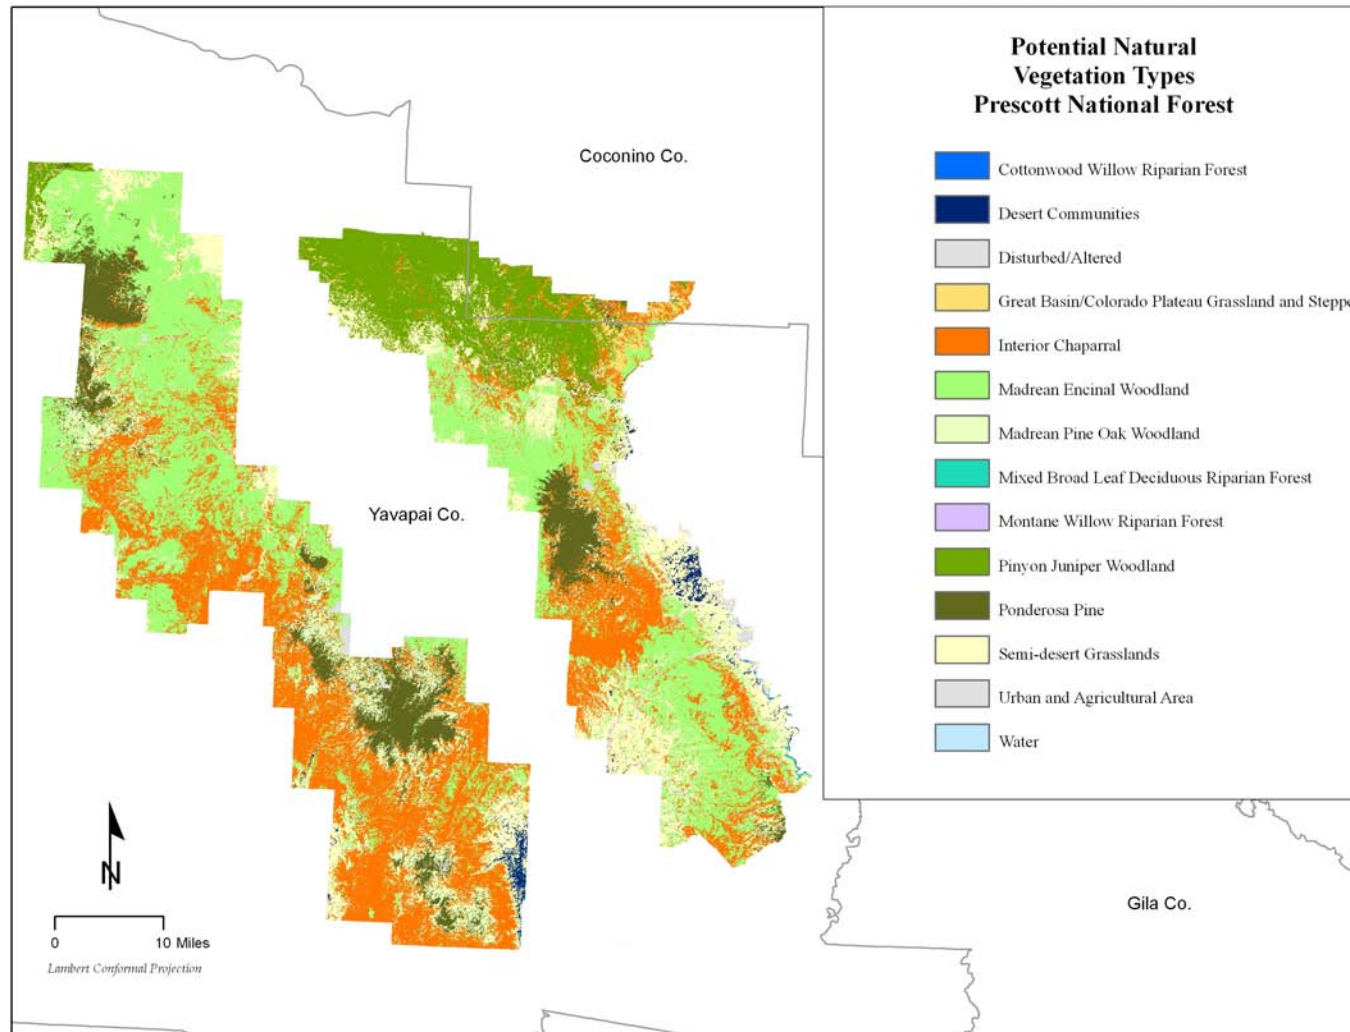 Potential Natural
Vegetation Types
Prescott National Forest
Coconino Co.
Cottonwood Willow Riparian Forest
Desert Communities
Disturbed/Altered
Great Basin/Colorado Plateau Grassland and Steppe
Interior Chaparral
Madrean Encinal Woodland
Madrean Pine Oak Woodland
Mixed Broad Leaf Deciduous Riparian Forest
Yavapai Co.
Montane Willow Riparian Forest
Pinyon Juniper Woodland
Ponderosa Pine
Semi-desert Grasslands
Urban and Agricultural Area
Water
N
Gila Co.
0 10 Miles
Lambert Conformal Projection